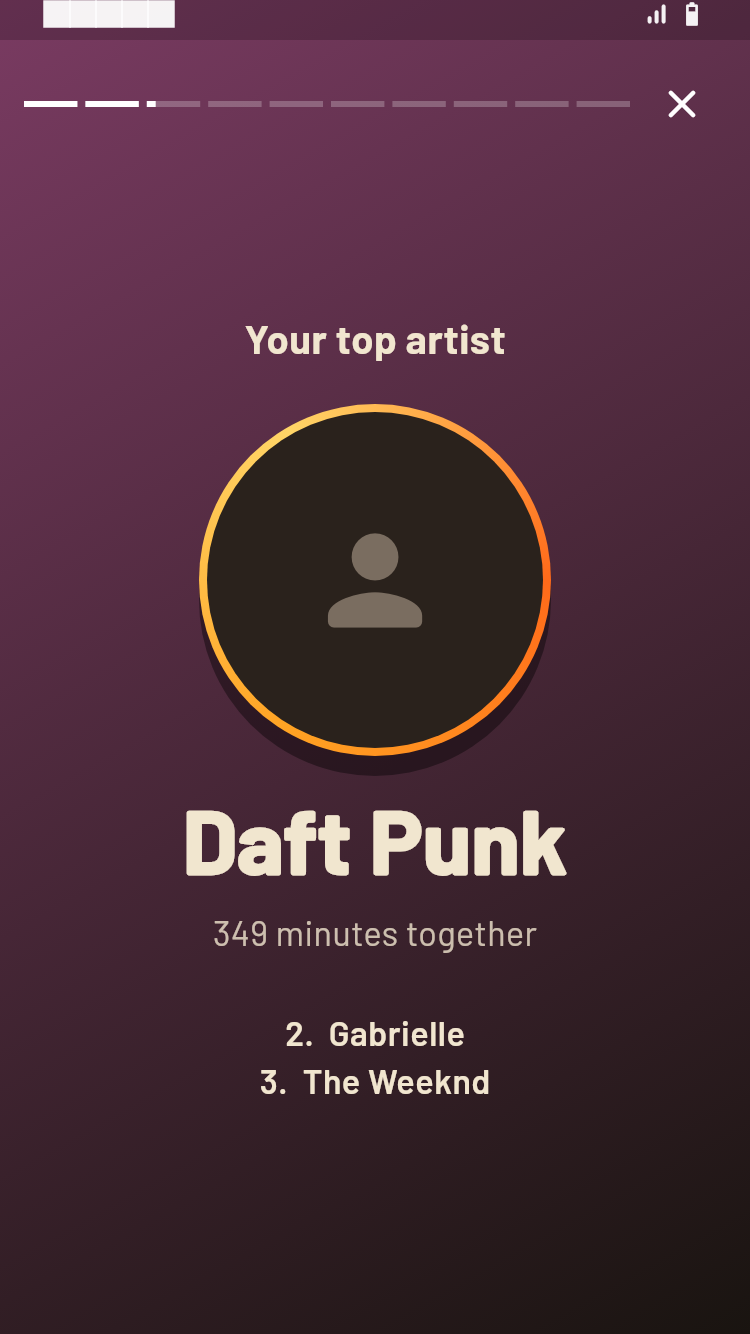 Your top artist
Daft Punk
349 minutes together
2. Gabrielle
3. The Weeknd